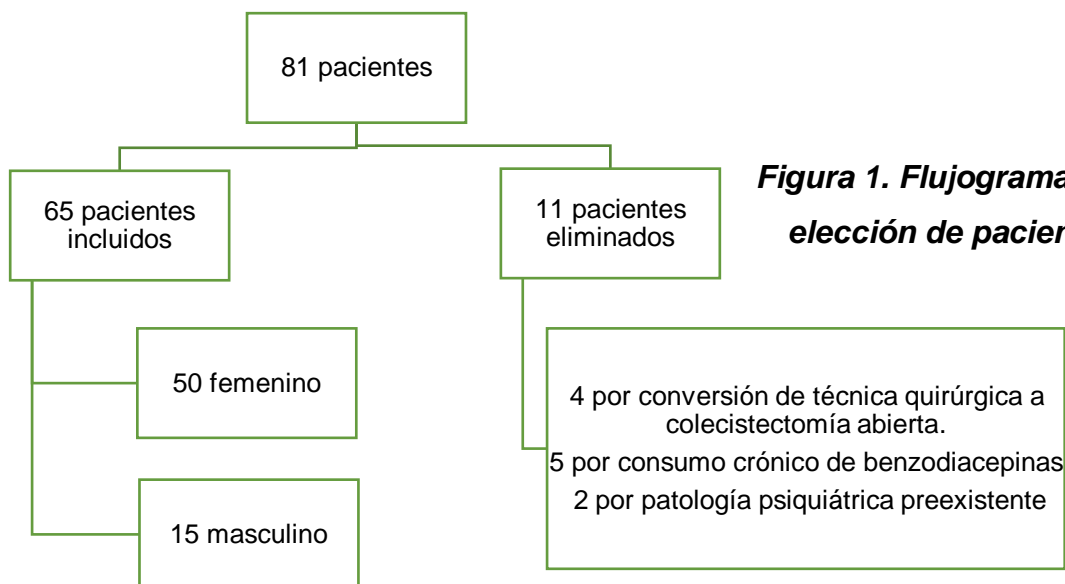 81 pacientes
65 pacientes
incluidos
11 pacientes
eliminados
Figura 1. Flujograma
elección de pacien
50 femenino
15 masculino
4 por conversión de técnica quirúrgica a
colecistectomía abierta.
5 por consumo crónico de benzodiacepinas
2 por patología psiquiátrica preexistente